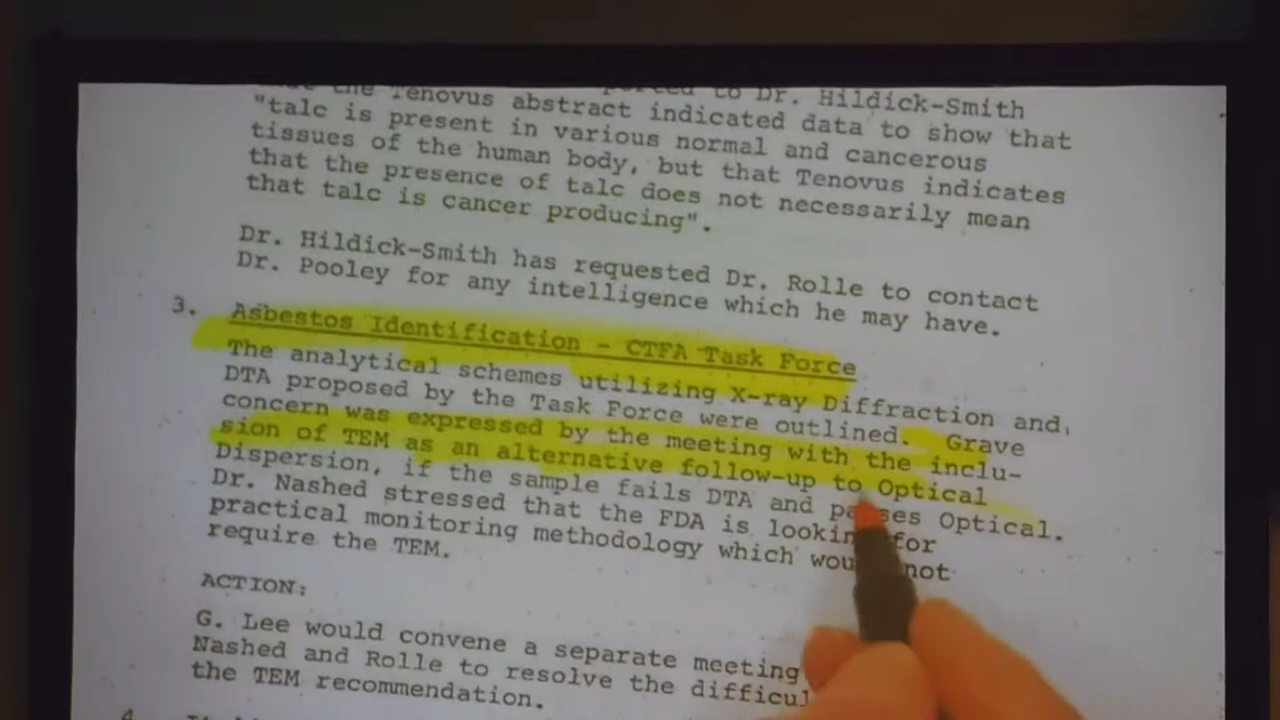 the Tenovus abstract indicated data to show that
"talc is present in various normal and cancerous
tissues of the human body, but that Tenovus indicates
that the presence of talc does not necessarily mean
that talc is cancer producing".
to Dr. Hildick-Smith
Dr. Hildick-Smith has requested Dr. Rolle to contact
Dr. Pooley for any intelligence which he may have.
3. Asbestos Identification - CTFA Task Force
The analytical schemes utilizing X-ray Diffraction and
DTA proposed by the Task Force were outlined. Grave
concern was expressed by the meeting with the inclu-
sion of TEM as an alternative follow-up to Optical
Dispersion, if the sample fails DTA and passes Optical.
Dr. Nashed stressed that the FDA is looking for
practical monitoring methodology which would not
require the TEM.
ACTION:
G. Lee would convene a separate meeting
Nashed and Rolle to resolve the difficul
the TEM recommendation.
4.